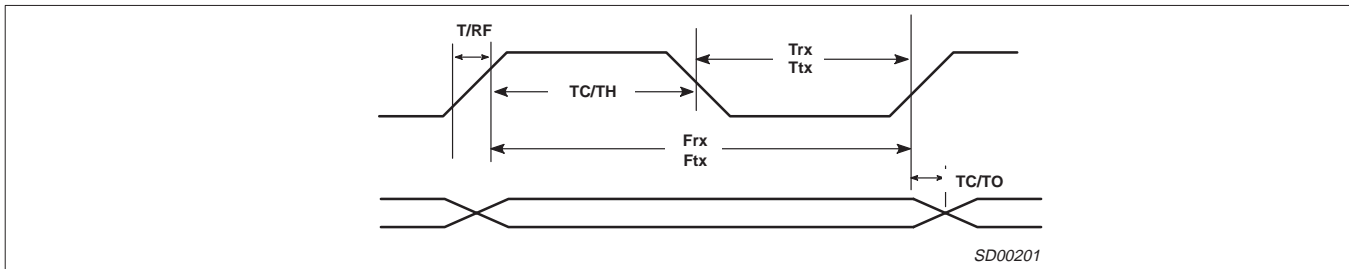 T/RF
Trx
Ttx
TC/TH
Frx
Ftx
TC/TO
SD00201